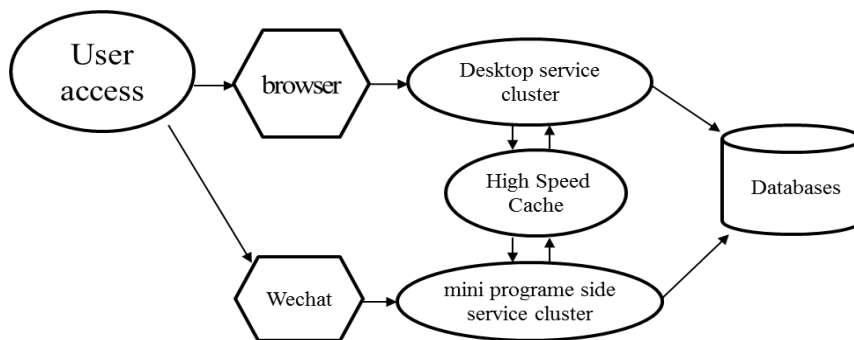 User
access
browser
Desktop service
cluster
High Speed
Cache
Databases
Wechat
mini programe side
service cluster